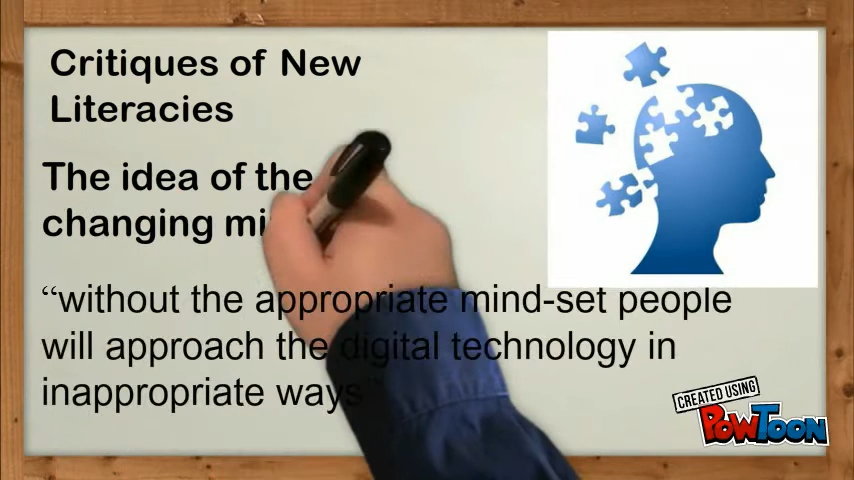 Critiques of New
Literacies
The idea of the
changing mi
“without the appropriate mind-set people
will approach the digital technology in
inappropriate ways”
CREATED USING
POWTOON